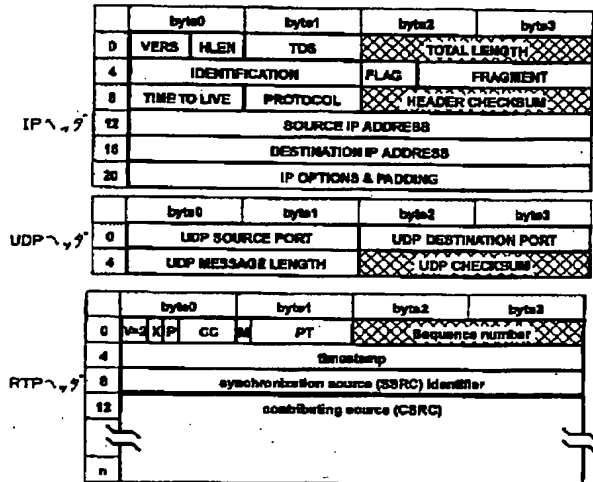 byte0 byte1 byte2 byte3
0 VERS HLEN TOS TOTAL LENGTH
4 IDENTIFICATION FLAG FRAGMENT
8 TIME TO LIVE PROTOCOL HEADER CHECKSUM
IPヘッダ 12 SOURCE IP ADDRESS
16 DESTINATION IP ADDRESS
20 IP OPTIONS & PADDING
byte0 byte1 byte2 byte3
UDPヘッダ 0 UDP SOURCE PORT UDP DESTINATION PORT
4 UDP MESSAGE LENGTH UDP CHECKSUM
byte0 byte1 byte2 byte3
0 V=2 X P CC M PT Sequence number
4 timestamp
RTPヘッダ 8 synchronization source (SSRC) identifier
12 contributing source (CSRC)
n